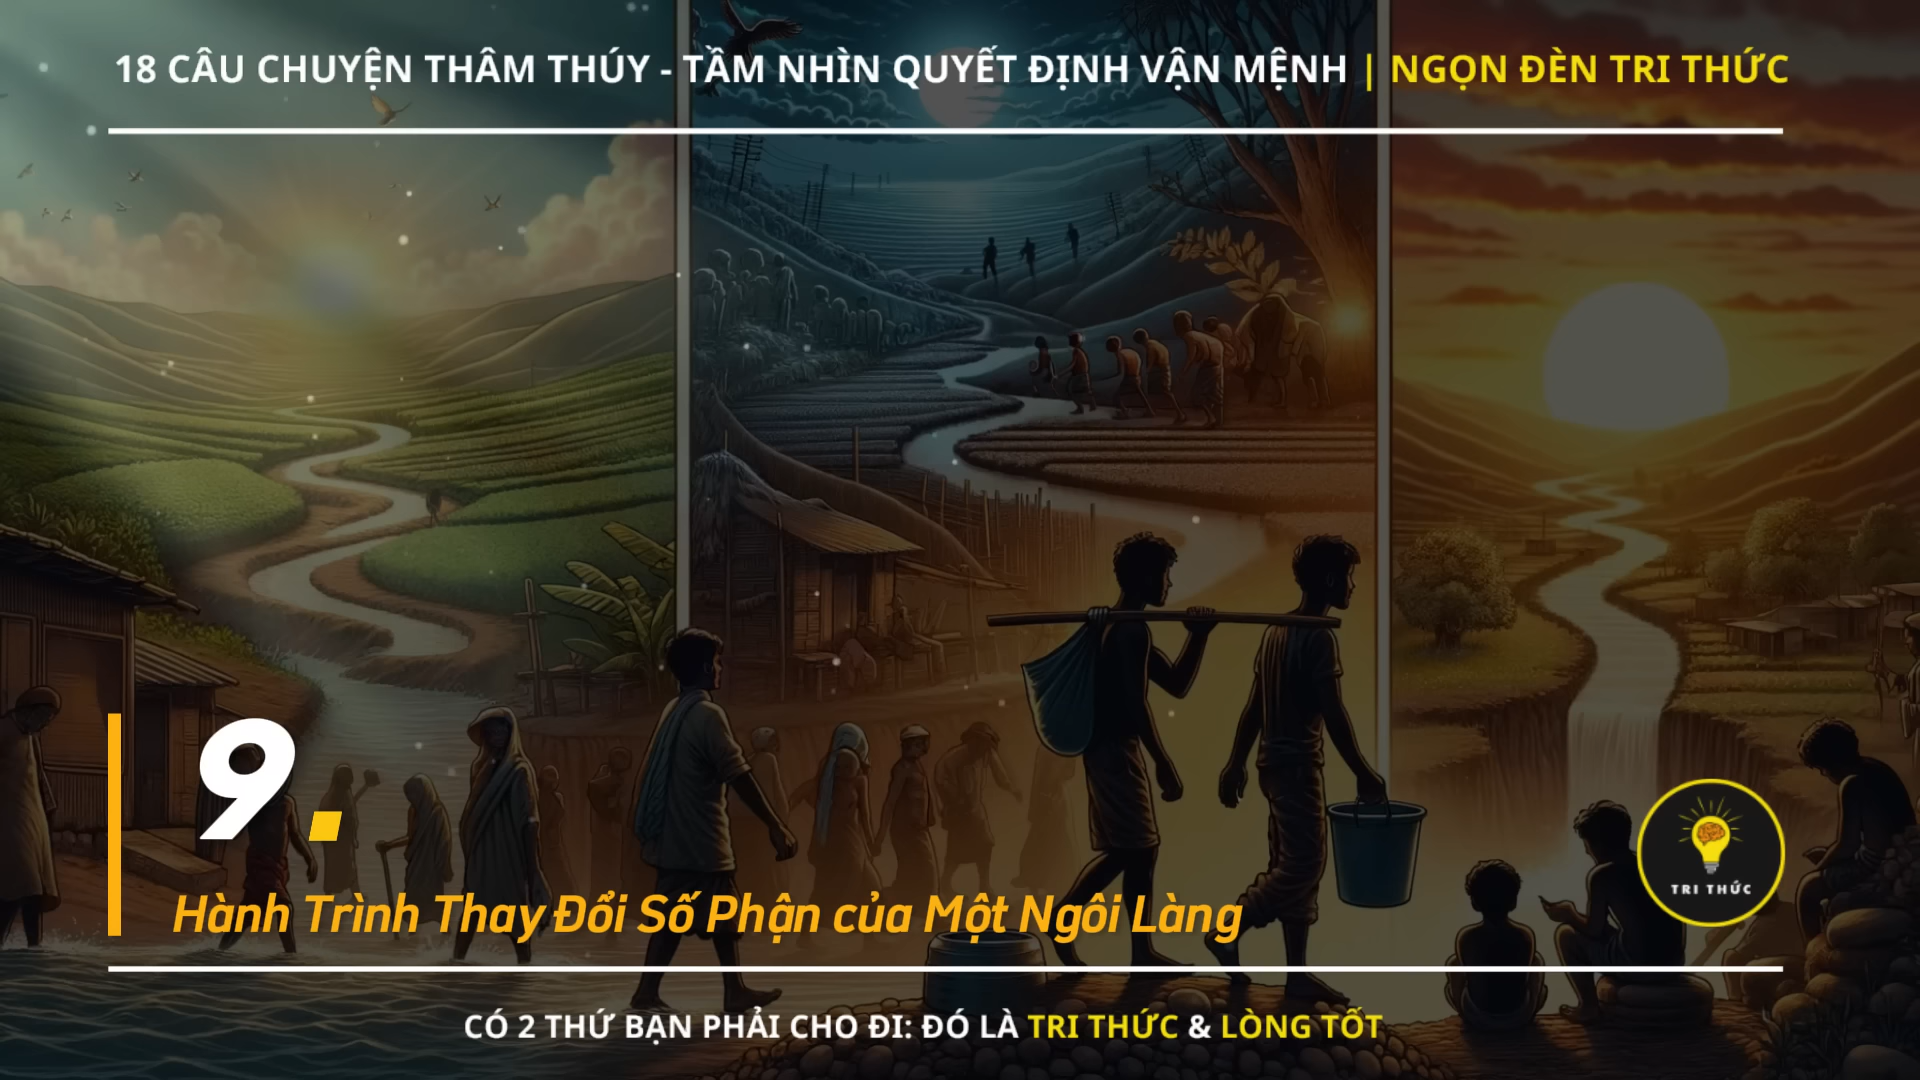 18 CÂU CHUYỆN THÂM THÚY - TẦM NHÌN QUYẾT ĐỊNH VẬN MỆNH | NGỌN ĐÈN TRI THỨC
9.
Hành Trình Thay Đổi Số Phận của Một Ngôi Làng
TRI THỨC
CÓ 2 THỨ BẠN PHẢI CHO ĐI: ĐÓ LÀ TRI THỨC & LÒNG TỐT